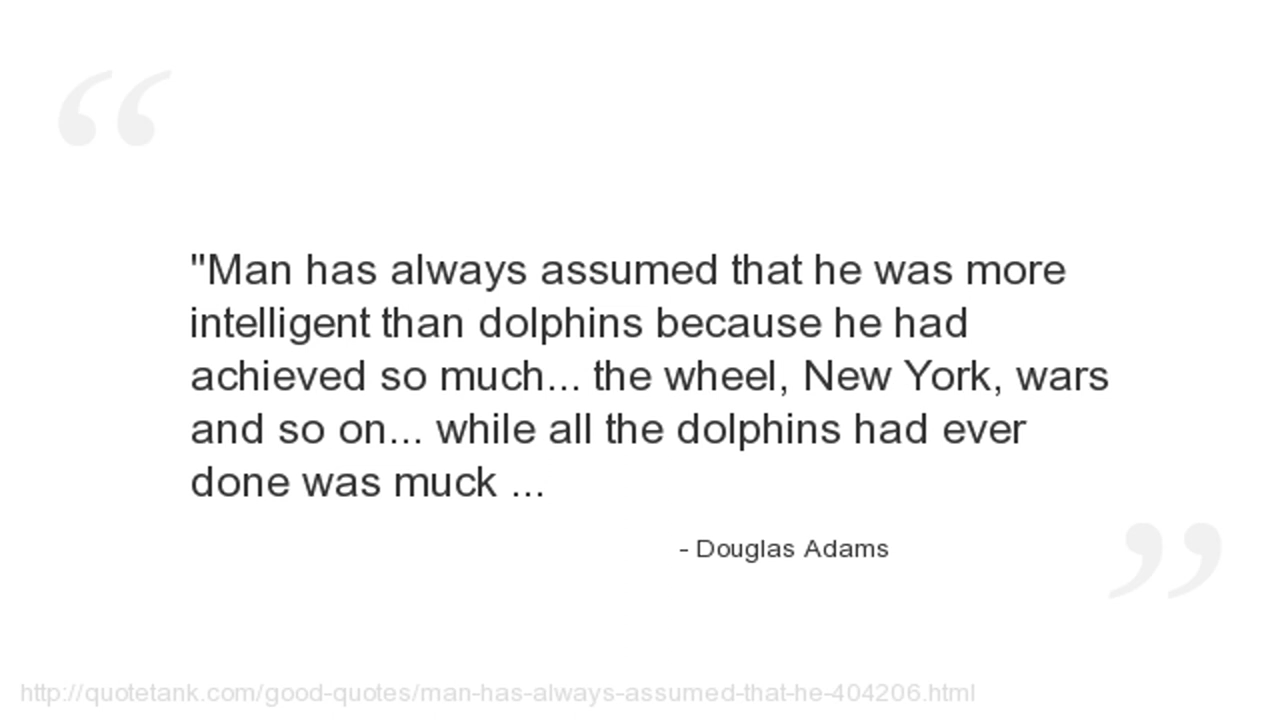 "Man has always assumed that he was more
intelligent than dolphins because he had
achieved so much... the wheel, New York, wars
and so on... while all the dolphins had ever
done was muck ...
- Douglas Adams
http://quotetank.com/good-quotes/man-has-always-assumed-that-he-404206.html